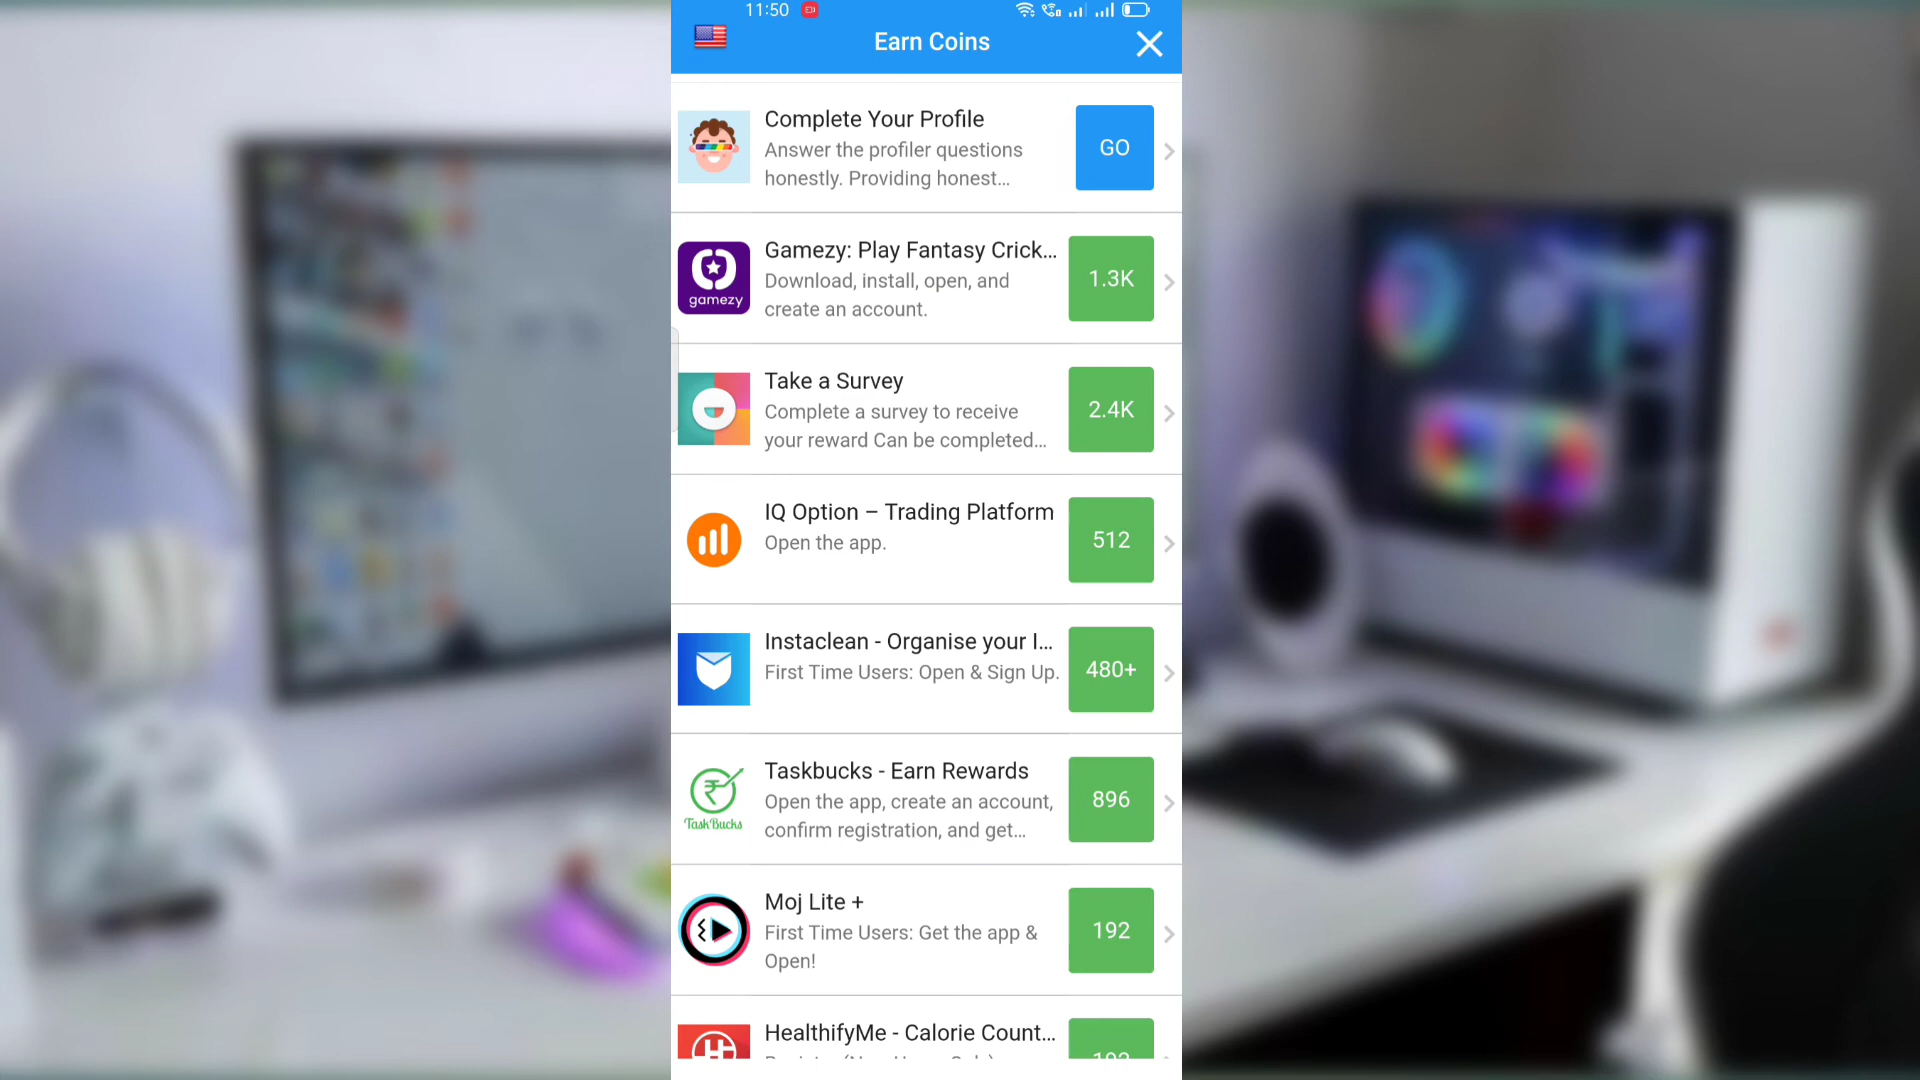 11:50
Earn Coins
Complete Your Profile
Answer the profiler questions
honestly. Providing honest...
GO
gamezy
Gamezy: Play Fantasy Crick...
Download, install, open, and
create an account.
1.3K
Take a Survey
Complete a survey to receive
your reward Can be completed...
2.4K
IQ Option – Trading Platform
Open the app.
512
Instaclean - Organise your I...
First Time Users: Open & Sign Up.
480+
TaskBucks
Taskbucks - Earn Rewards
Open the app, create an account,
confirm registration, and get...
896
Moj Lite +
First Time Users: Get the app &
Open!
192
HealthifyMe - Calorie Count...